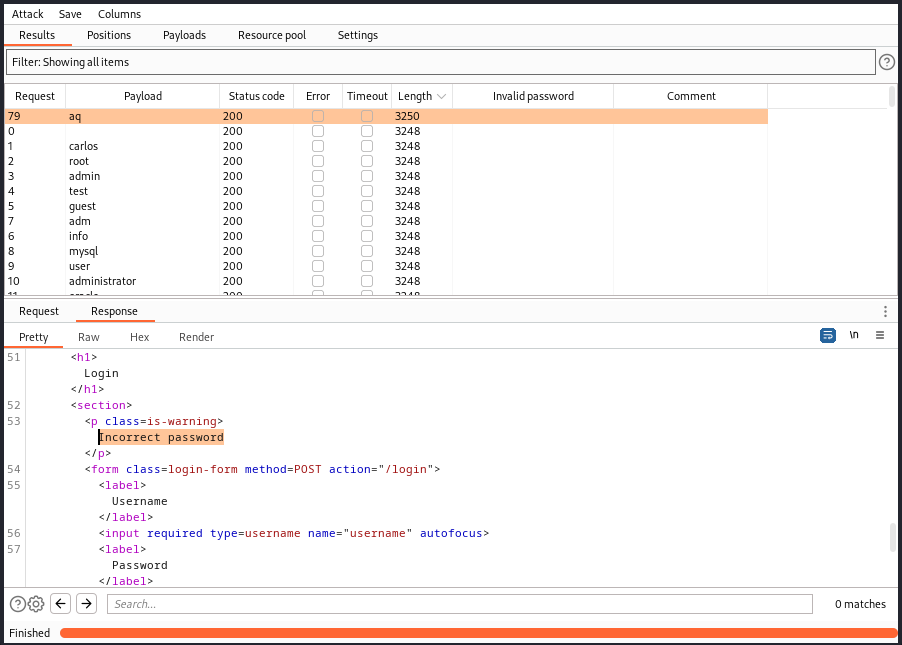 Attack Save Columns
Results Positions Payloads Resource pool Settings
Filter: Showing all items
Request Payload Status code Error Timeout Length Invalid password Comment
79 aq 200 3250
0 200 3248
1 carlos 200 3248
2 root 200 3248
3 admin 200 3248
4 test 200 3248
5 guest 200 3248
7 adm 200 3248
6 info 200 3248
8 mysql 200 3248
9 user 200 3248
10 administrator 200 3248
Request Response
Pretty Raw Hex Render \n
51 <h1>
Login
</h1>
52 <section>
53 <p class=is-warning>
Incorrect password
</p>
54 <form class=login-form method=POST action="/login">
55 <label>
Username
</label>
56 <input required type=username name="username" autofocus>
57 <label>
Password
</label>
Search... 0 matches
Finished